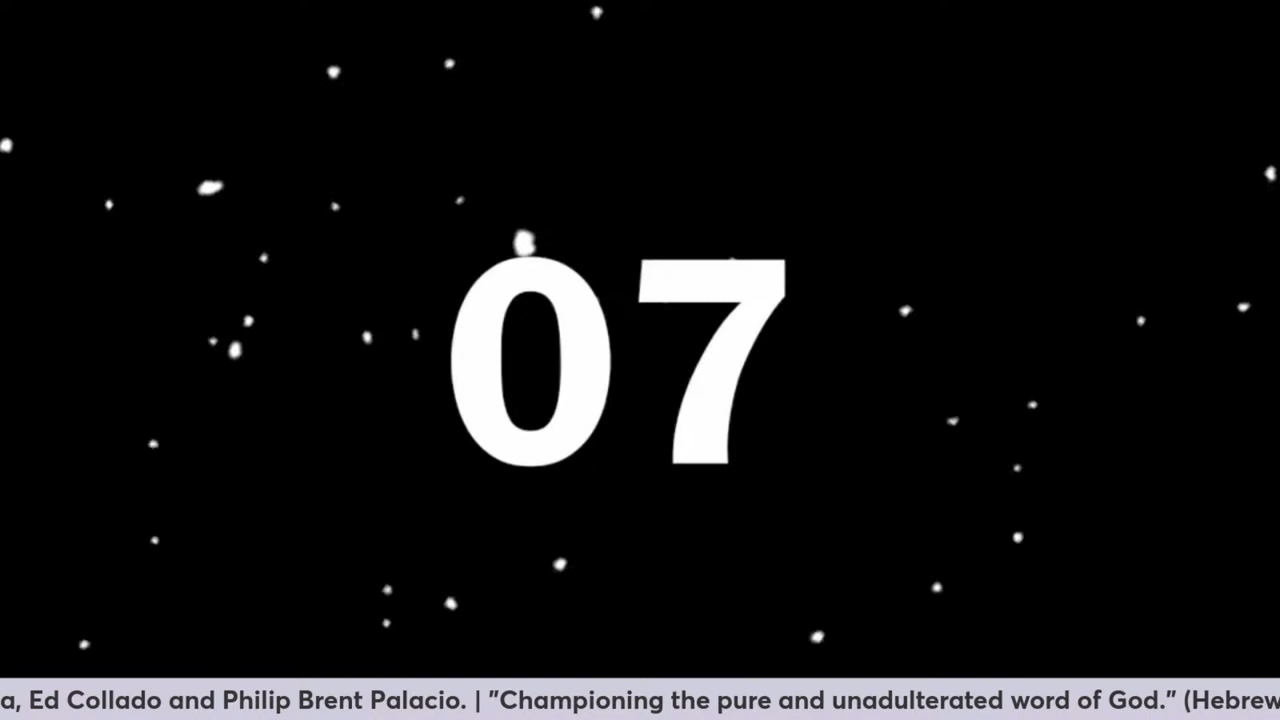 07
a, Ed Collado and Philip Brent Palacio. | "Championing the pure and unadulterated word of God." (Hebrew